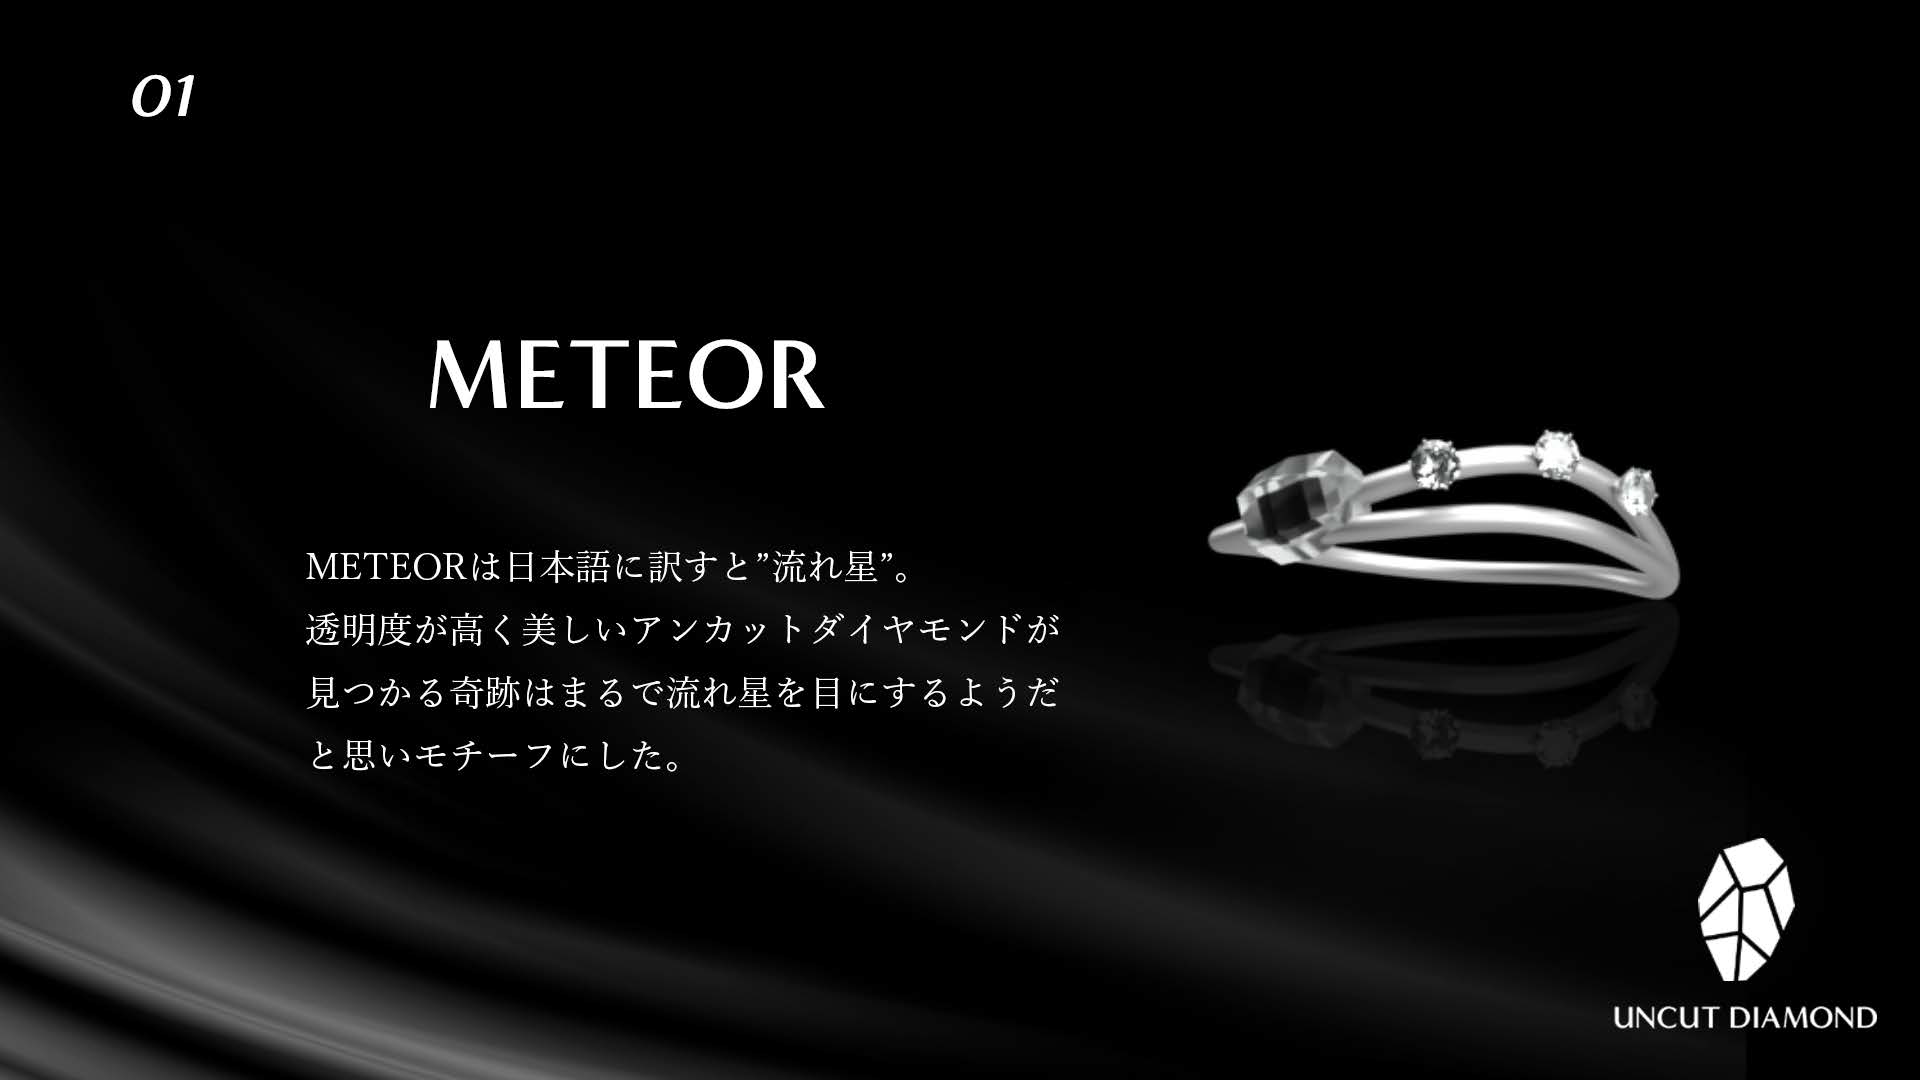 01
METEOR
METEORは日本語に訳すと”流れ星”。
透明度が高く美しいアンカットダイヤモンドが
見つかる奇跡はまるで流れ星を目にするようだ
と思いモチーフにした。
UNCUT DIAMOND